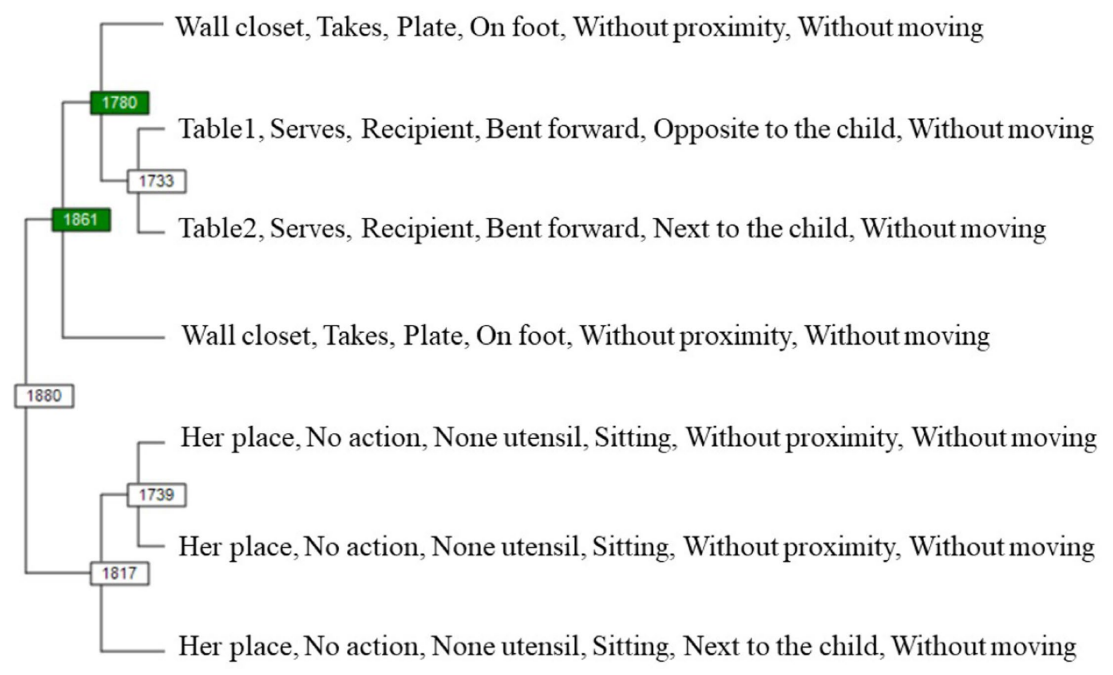 Wall closet, Takes, Plate, On foot, Without proximity, Without moving
1780
Table1, Serves, Recipient, Bent forward, Opposite to the child, Without moving
1733
1861
Table2, Serves, Recipient, Bent forward, Next to the child, Without moving
Wall closet, Takes, Plate, On foot, Without proximity, Without moving
1880
Her place, No action, None utensil, Sitting, Without proximity, Without moving
1739
Her place, No action, None utensil, Sitting, Without proximity, Without moving
1817
Her place, No action, None utensil, Sitting, Next to the child, Without moving